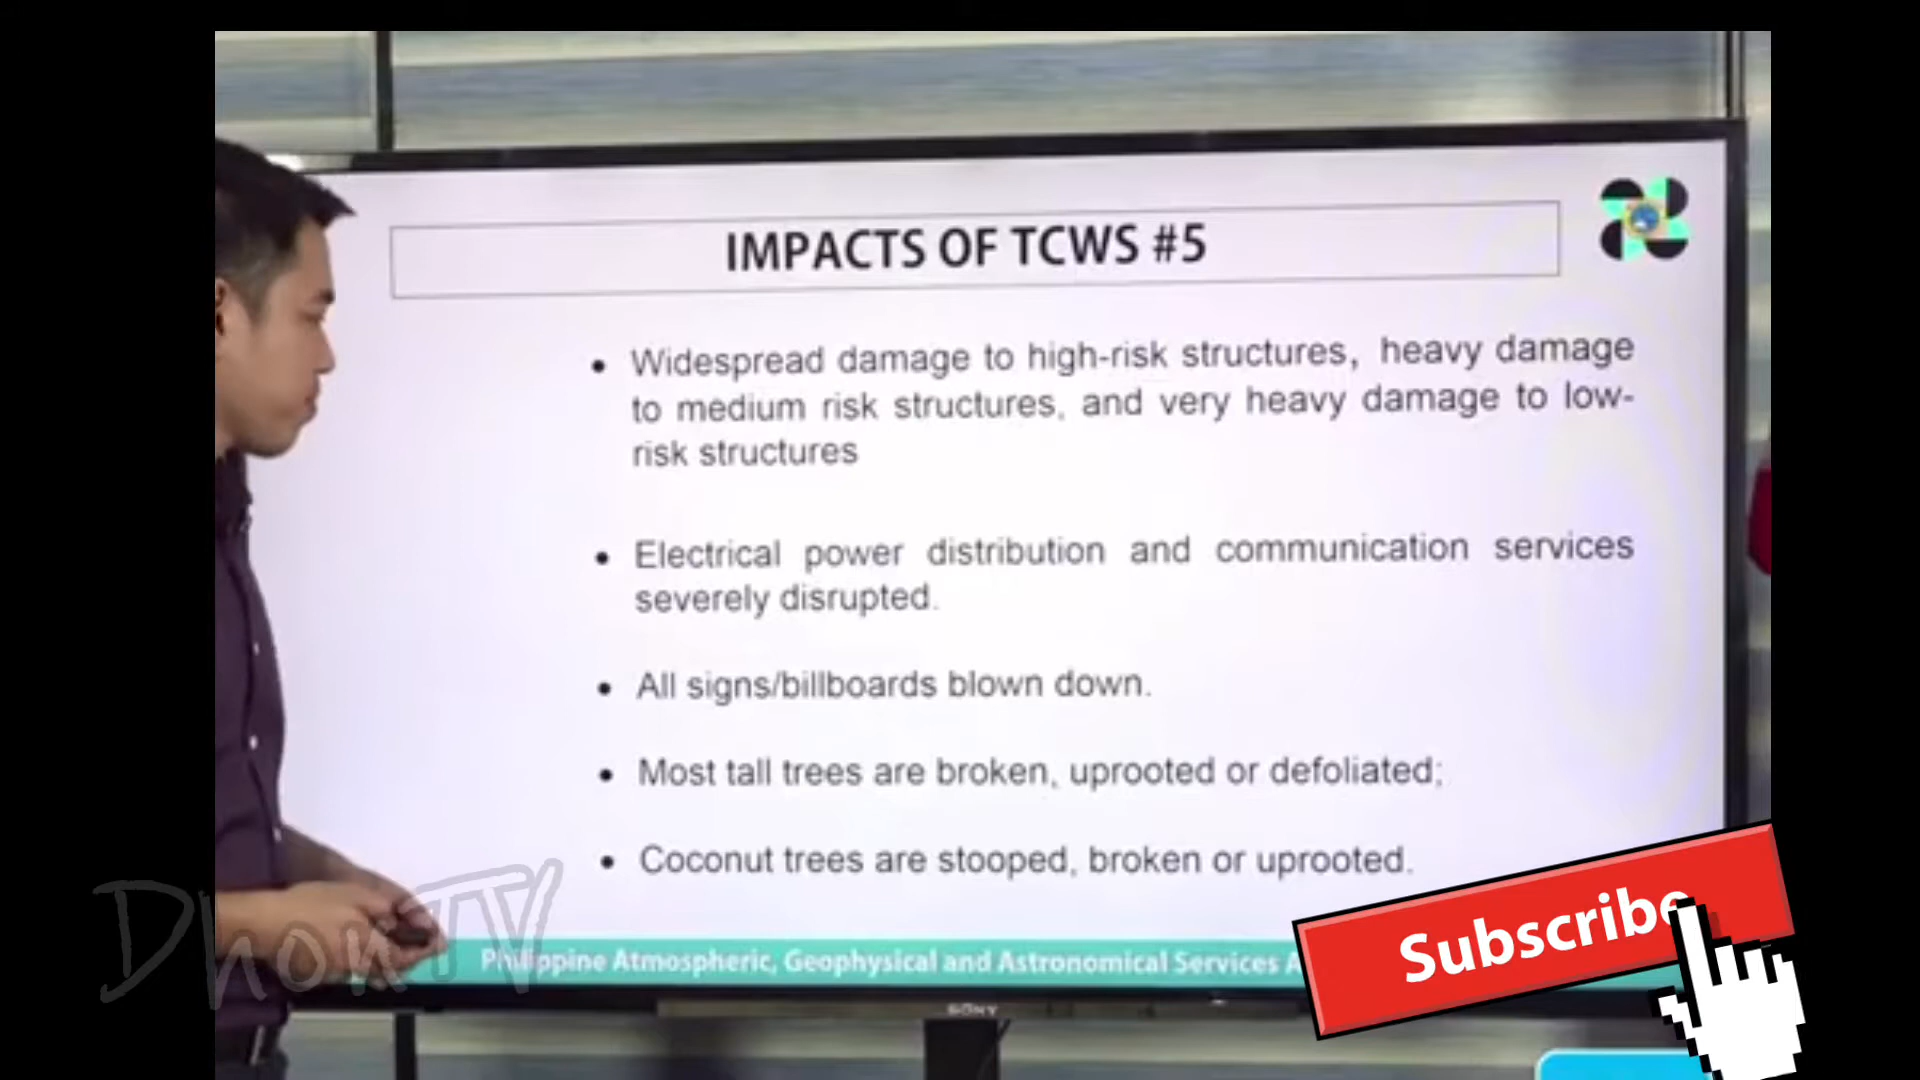 IMPACTS OF TCWS #5
• Widespread damage to high-risk structures, heavy damage
to medium risk structures, and very heavy damage to low-
risk structures
• Electrical power distribution and communication services
severely disrupted.
• All signs/billboards blown down.
• Most tall trees are broken, uprooted or defoliated;
• Coconut trees are stooped, broken or uprooted.
DhonTV
Philippine Atmospheric, Geophysical and Astronomical Services A
Subscribe
SONY